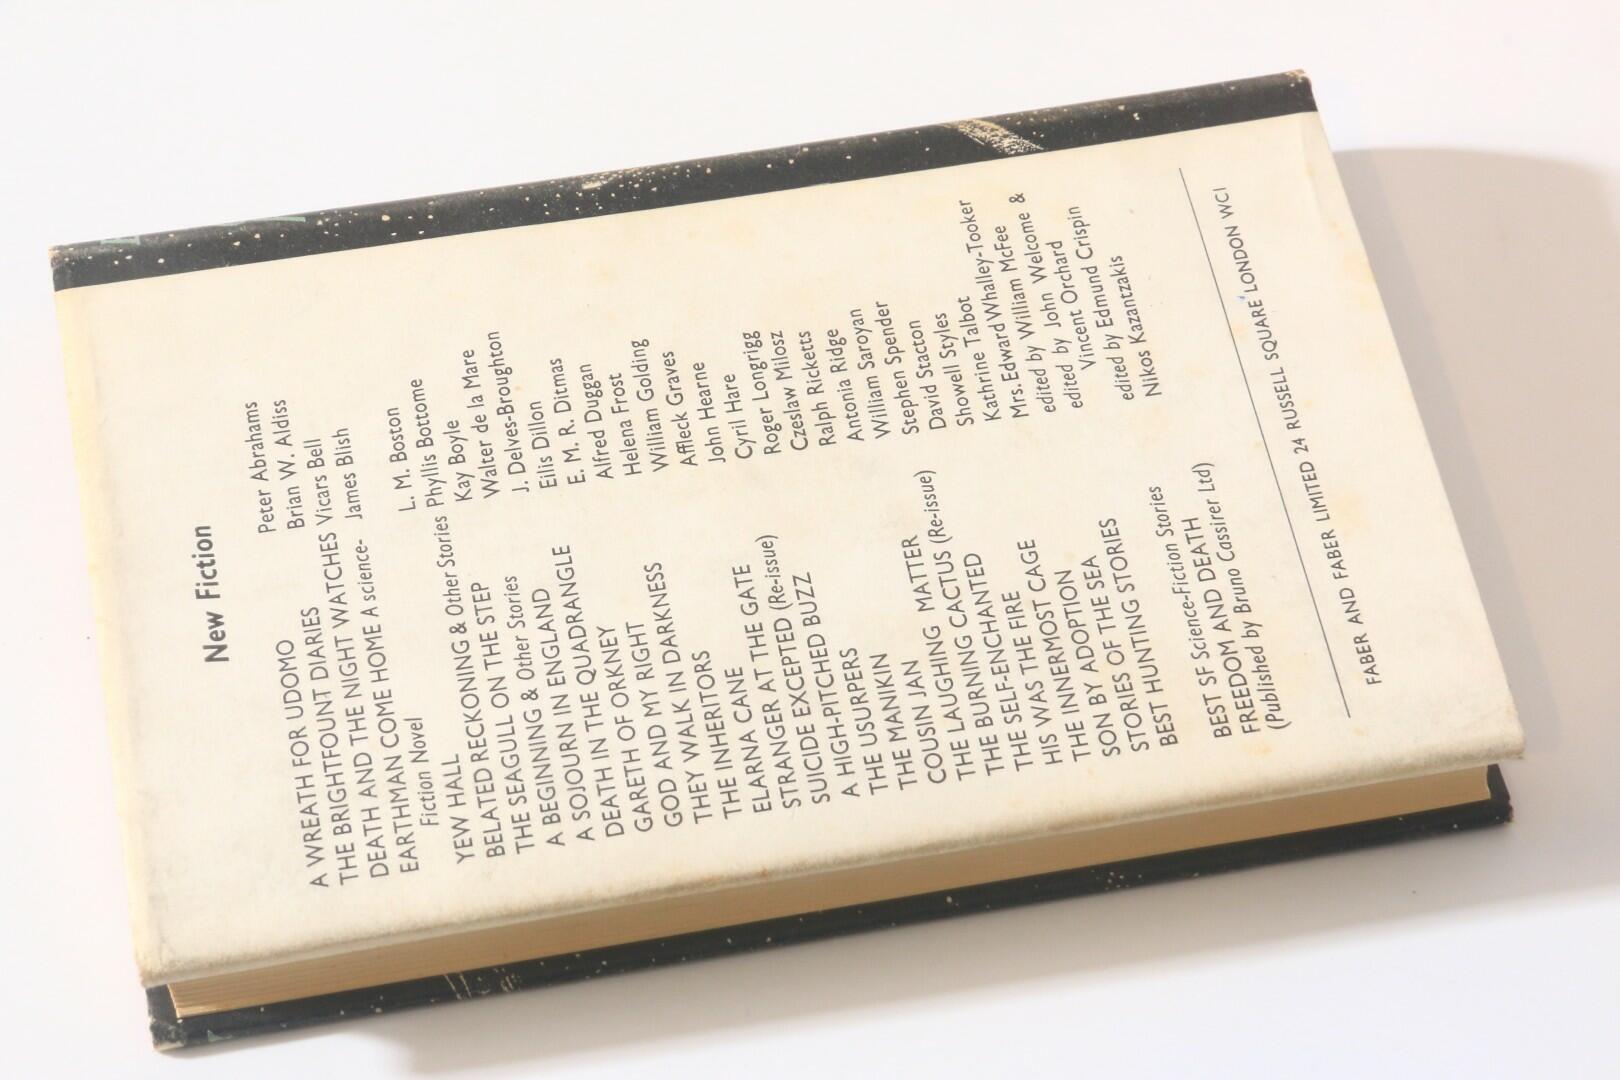 New Fiction
A WREATH FOR UDOMO Peter Abrahams
THE BRIGHTFOUNT DIARIES Brian W. Aldiss
DEATH AND THE NIGHT WATCHES Vicars Bell
EARTHMAN COME HOME A science- James Blish
Fiction Novel
YEW HALL L. M. Boston
BELATED RECKONING & Other Stories Phyllis Bottome
THE SEAGULL ON THE STEP Kay Boyle
A BEGINNING & Other Stories Walter de la Mare
A SOJOURN IN ENGLAND J. Delves-Broughton
DEATH IN THE QUADRANGLE Eilis Dillon
GARETH OF ORKNEY E. M. R. Ditmas
GOD AND MY RIGHT Alfred Duggan
THEY WALK IN DARKNESS Helena Frost
THE INHERITORS William Golding
ELARNA CANE Affleck Graves
STRANGER AT THE GATE John Hearne
SUICIDE EXCEPTED (Re-issue) Cyril Hare
A HIGH-PITCHED BUZZ Roger Longrigg
THE USURPERS Czeslaw Milosz
THE MANIKIN Ralph Ricketts
COUSIN JAN Antonia Ridge
THE LAUGHING MATTER William Saroyan
THE BURNING CACTUS (Re-issue) Stephen Spender
THE SELF-ENCHANTED David Stacton
HIS WAS THE FIRE Showell Styles
THE INNERMOST CAGE Kathrine Talbot
SON BY ADOPTION Mrs. Edward Whalley-Tooker
STORIES OF THE SEA edited by William McFee
BEST HUNTING STORIES edited by John Welcome &
Vincent Orchard
BEST SF Science-Fiction Stories edited by Edmund Crispin
FREEDOM AND DEATH Nikos Kazantzakis
(Published by Bruno Cassirer Ltd)
FABER AND FABER LIMITED 24 RUSSELL SQUARE LONDON WC1